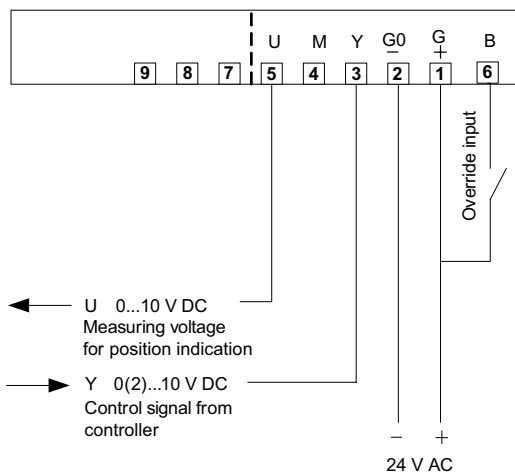 U M Y G0 G B
− +
9 8 7 5 4 3 2 1 6
Override input
U 0...10 V DC
Measuring voltage
for position indication
Y 0(2)...10 V DC
Control signal from
controller
− +
24 V AC